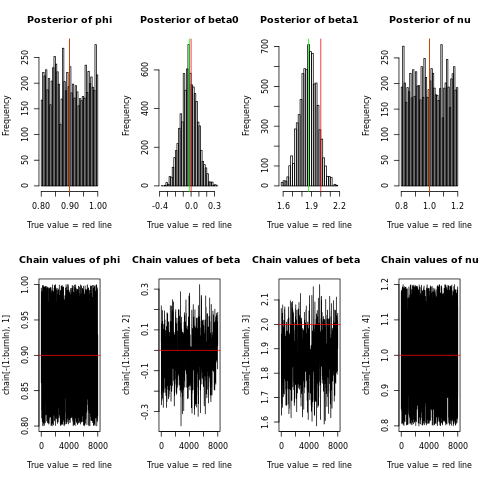 Posterior of phi
Posterior of beta0
Posterior of beta1
Posterior of nu
Frequency
0 50 100 150 200 250
0.80 0.90 1.00
True value = red line
Frequency
0 200 400 600
-0.4 0.0 0.3
True value = red line
Frequency
0 100 300 500 700
1.6 1.9 2.2
True value = red line
Frequency
0 50 100 150 200 250
0.8 1.0 1.2
True value = red line
Chain values of phi
Chain values of beta
Chain values of beta
Chain values of nu
chain[-(1:burnIn), 1]
0.80 0.85 0.90 0.95 1.00
0 4000 8000
True value = red line
chain[-(1:burnIn), 2]
-0.3 -0.1 0.1 0.3
0 4000 8000
True value = red line
chain[-(1:burnIn), 3]
1.6 1.7 1.8 1.9 2.0 2.1
0 4000 8000
True value = red line
chain[-(1:burnIn), 4]
0.8 0.9 1.0 1.1 1.2
0 4000 8000
True value = red line